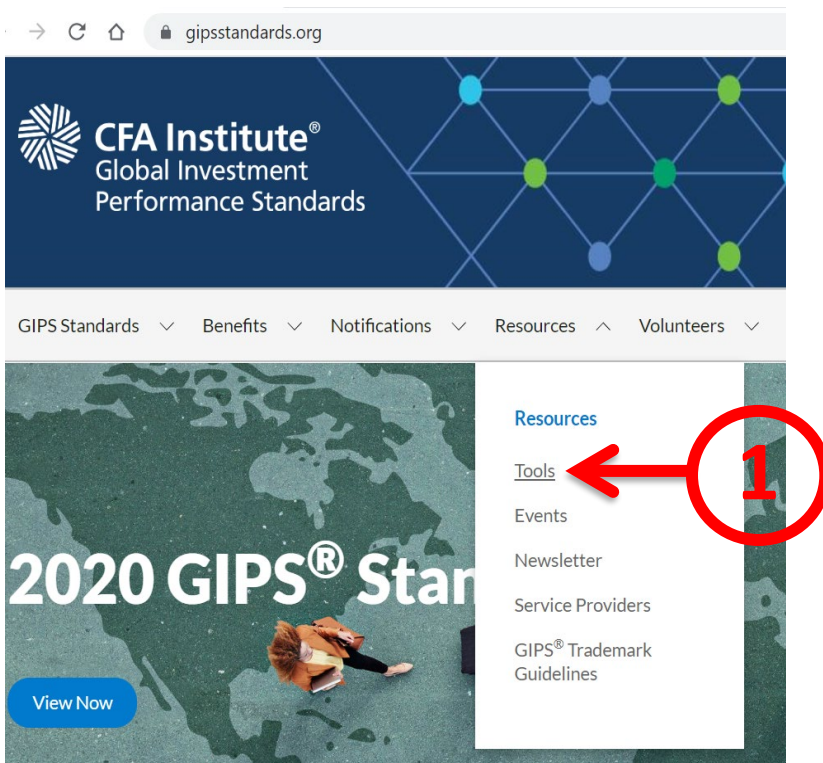 gipsstandards.org
CFA Institute®
Global Investment
Performance Standards
GIPS Standards Benefits Notifications Resources Volunteers
Resources
Tools
1
Events
Newsletter
2020 GIPS® Stan
Service Providers
GIPS® Trademark
Guidelines
View Now